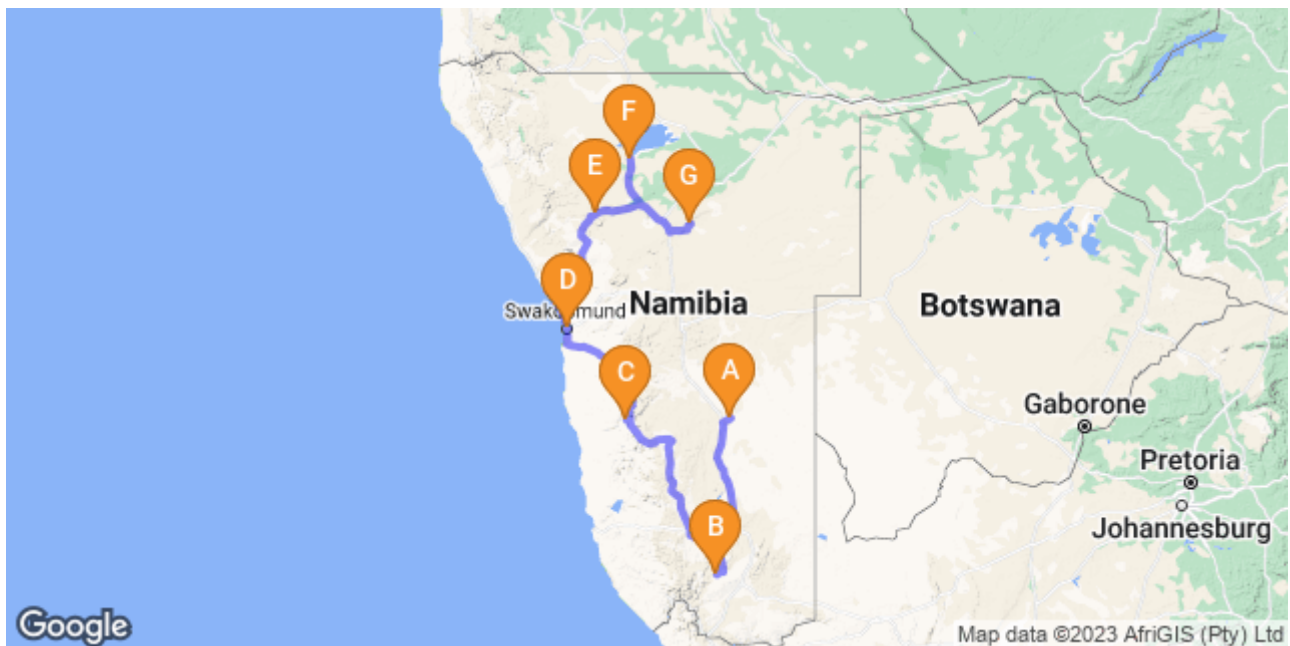 F
E
G
D
Swakopmund
Namibia
Botswana
A
C
Gaborone
Pretoria
B
Johannesburg
Google
Map data ©2023 AfriGIS (Pty) Ltd